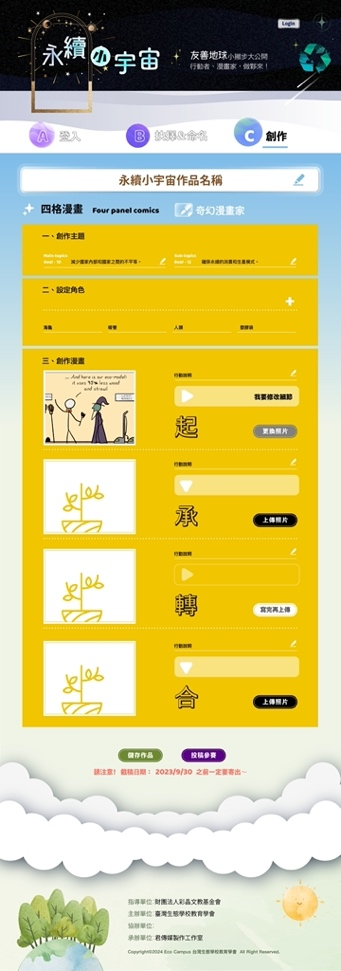 Login
永續小宇宙
友善地球小撇步大公開
行動者、漫畫家，做夥來！
A 登入
B 抉擇&命名
C 創作
永續小宇宙作品名稱
四格漫畫 Four panel comics 奇幻漫畫家
一、創作主題
減少國家內部和國家之間的不平等。
確保永續的消費和生產模式。
二、設定角色
海龜
人類
三、創作漫畫
... And here is our eco-model:
it uses 75% less wood
and straw!
行動說明
我要修改細節
起
更換照片
行動說明
承
上傳照片
行動說明
轉
寫完再上傳
行動說明
合
上傳照片
儲存作品
投稿參賽
請注意! 截稿日期： 2023/9/30 之前一定要寄出~
指導單位: 財團法人彩晶文教基金會
主辦單位: 臺灣生態學校教育學會
協辦單位:
承辦單位: 君傳媒製作工作室
Copyright©2024 Eco Campus 台灣生態學校教育學會 All Right Reserved.